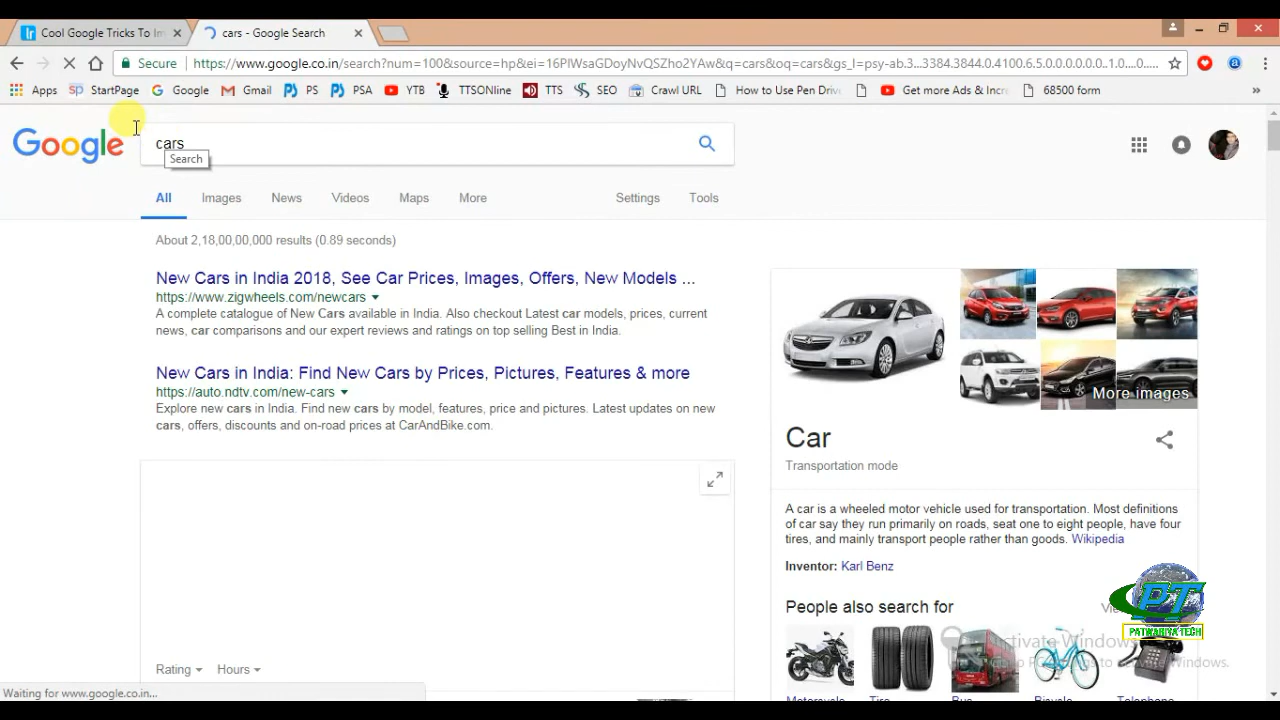 Cool Google Tricks To Im
cars - Google Search
Secure
https://www.google.co.in/search?num=100&source=hp&ei=16PIWsaGDoyNvQSZho2YAw&q=cars&oq=cars&gs_l=psy-ab.3...3384.3844.0.4100.6.5.0.0.0.0.0.0..1.0....0...
Apps StartPage Google Gmail PS PSA YTB TTSOnline TTS SEO Crawl URL How to Use Pen Drive Get more Ads & Incre 68500 form »
Google
cars
Search
All Images News Videos Maps More Settings Tools
About 2,18,00,00,000 results (0.89 seconds)
New Cars in India 2018, See Car Prices, Images, Offers, New Models ...
https://www.zigwheels.com/newcars
A complete catalogue of New Cars available in India. Also checkout Latest car models, prices, current
news, car comparisons and our expert reviews and ratings on top selling Best in India.
New Cars in India: Find New Cars by Prices, Pictures, Features & more
https://auto.ndtv.com/new-cars
Explore new cars in India. Find new cars by model, features, price and pictures. Latest updates on new
cars, offers, discounts and on-road prices at CarAndBike.com.
Rating Hours
Waiting for www.google.co.in...
More images
Car
Transportation mode
A car is a wheeled motor vehicle used for transportation. Most definitions
of car say they run primarily on roads, seat one to eight people, have four
tires, and mainly transport people rather than goods. Wikipedia
Inventor: Karl Benz
People also search for
PT
PATWARIYA TECH
Activate Windows
Motorcycle Tire Bus Bicycle Telephone